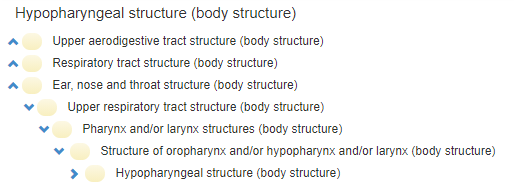 Hypopharyngeal structure (body structure)
Upper aerodigestive tract structure (body structure)
Respiratory tract structure (body structure)
Ear, nose and throat structure (body structure)
Upper respiratory tract structure (body structure)
Pharynx and/or larynx structures (body structure)
Structure of oropharynx and/or hypopharynx and/or larynx (body structure)
Hypopharyngeal structure (body structure)